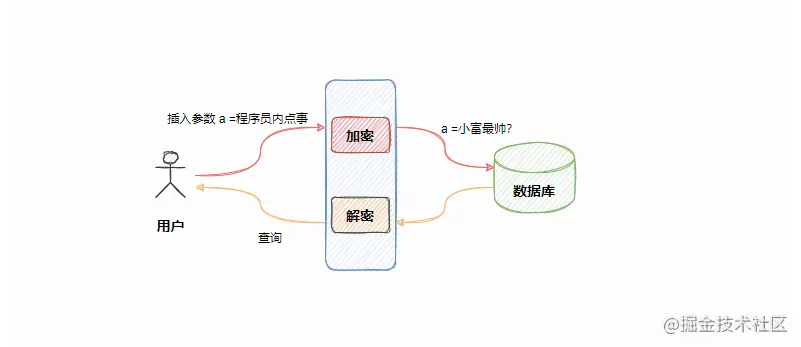 插入参数 a =程序员内点事
加密
a =小富最帅?
用户
数据库
解密
查询
@掘金技术社区